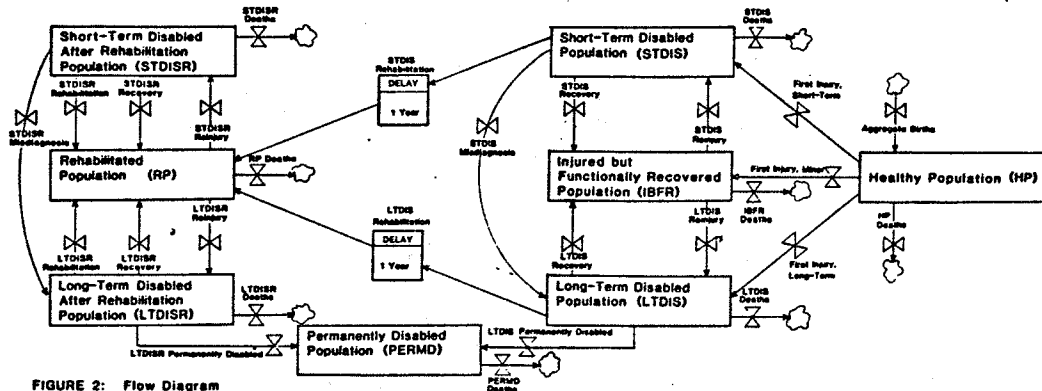 STDISR
Deaths
Short-Term Disabled
After Rehabilitation
Population (STDISR)
STDISR
Rehabilitation
STDISR
Recovery
STDISR
Reinjury
STDISR
Misdiagnosis
Rehabilitated
Population (RP)
RP Deaths
LTDISR
Rehabilitation
LTDISR
Recovery
LTDISR
Reinjury
Long-Term Disabled
After Rehabilitation
Population (LTDISR)
LTDISR
Deaths
LTDISR Permanently Disabled
STDIS
Rehabilitation
DELAY
1 Year
LTDIS
Rehabilitation
DELAY
1 Year
Permanently Disabled
Population (PERMD)
PERMD
Deaths
LTDIS Permanently Disabled
STDIS
Deaths
Short-Term Disabled
Population (STDIS)
STDIS
Recovery
STDIS
Reinjury
STDIS
Misdiagnosis
Injured but
Functionally Recovered
Population (IBFR)
IBFR
Deaths
LTDIS
Recovery
LTDIS
Reinjury
Long-Term Disabled
Population (LTDIS)
LTDIS
Deaths
First Injury,
Short-Term
First Injury, Minor
First Injury,
Long-Term
Aggregate Births
Healthy Population (HP)
HP
Deaths
FIGURE 2: Flow Diagram